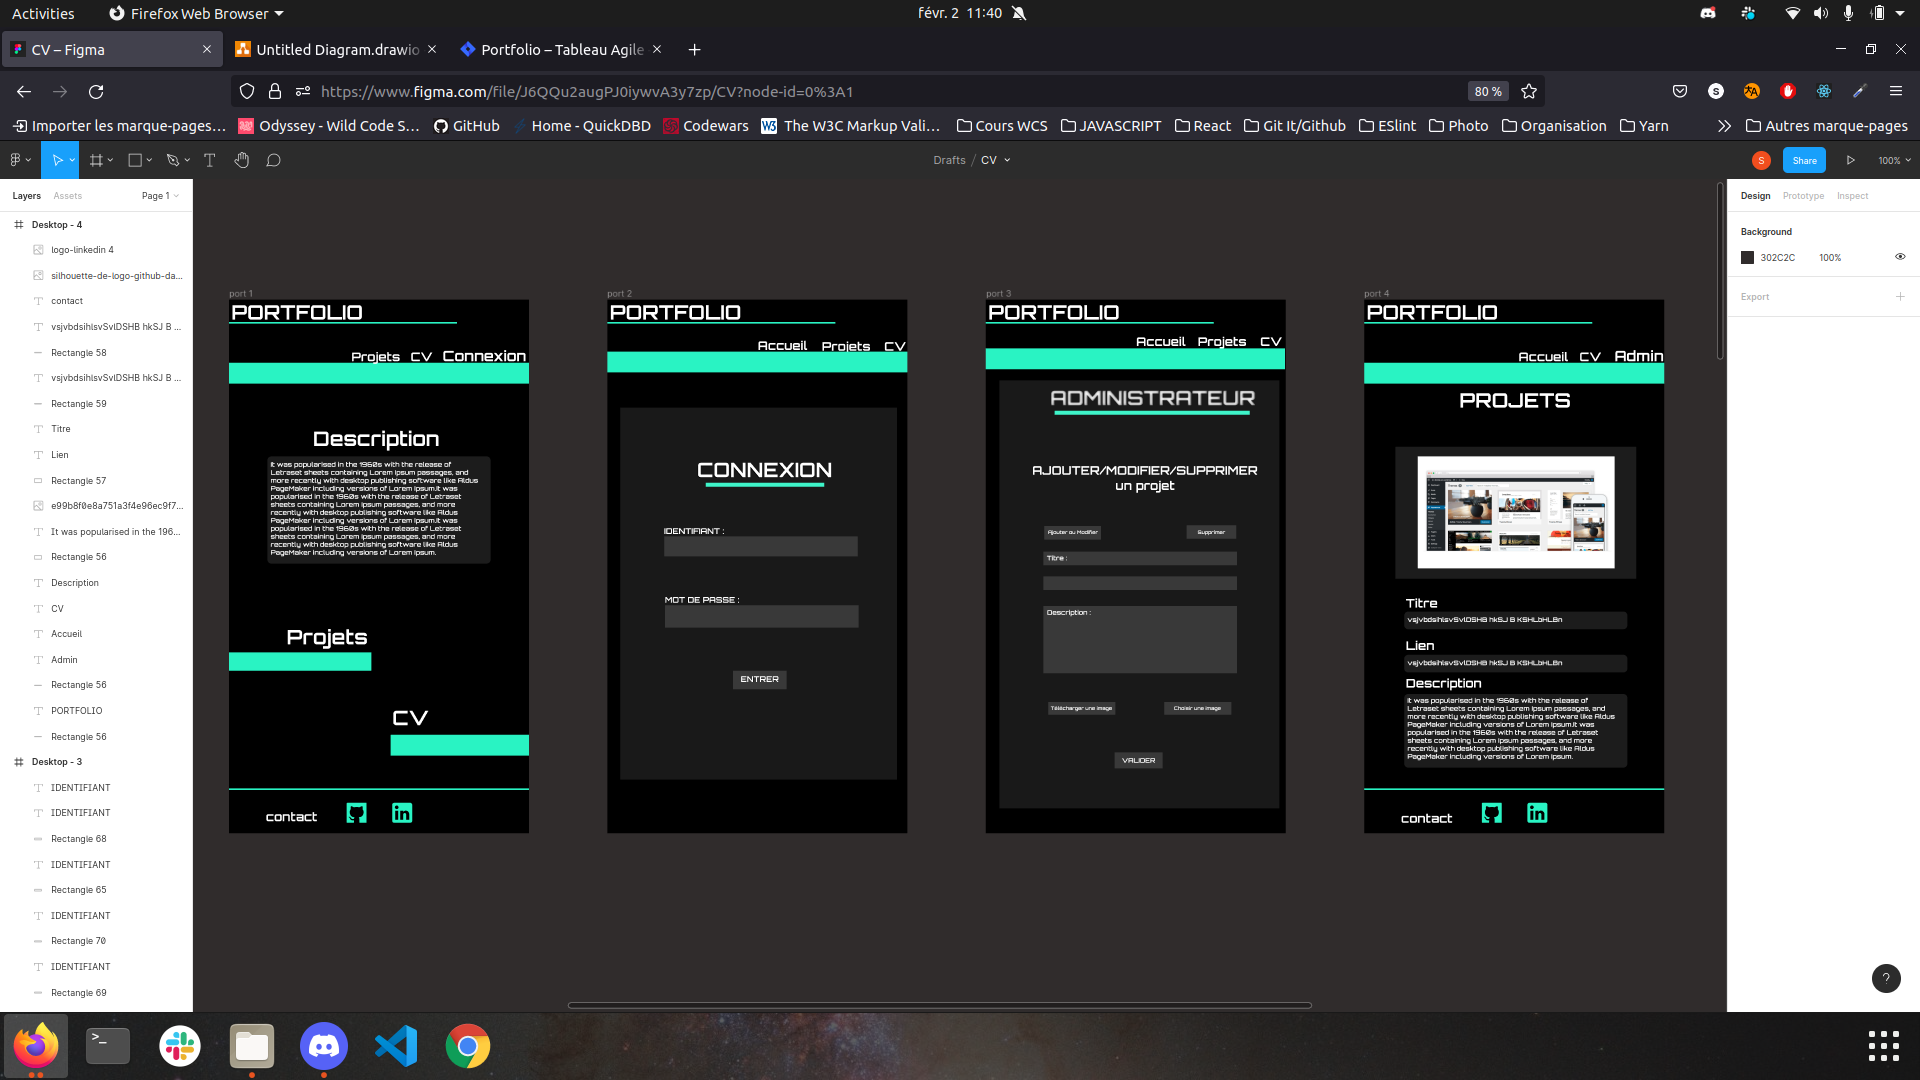 Activities
Firefox Web Browser
févr. 2 11:40
CV – Figma
Untitled Diagram.drawio
Portfolio – Tableau Agile
https://www.figma.com/file/J6QQu2augPJ0iywvA3y7zp/CV?node-id=0%3A1
80 %
Importer les marque-pages…
Odyssey - Wild Code S…
GitHub
Home - QuickDBD
Codewars
The W3C Markup Vali…
Cours WCS
JAVASCRIPT
React
Git It/Github
ESlint
Photo
Organisation
Yarn
Autres marque-pages
Drafts / CV
S
Share
100%
Layers
Assets
Page 1
Desktop - 4
logo-linkedin 4
silhouette-de-logo-github-da...
contact
vsjvbdsihlsvSvlDSHB hkSJ B ...
Rectangle 58
vsjvbdsihlsvSvlDSHB hkSJ B ...
Rectangle 59
Titre
Lien
Rectangle 57
e99b8f0e8a751a3f4e96ec9f7...
It was popularised in the 196...
Rectangle 56
Description
CV
Accueil
Admin
Rectangle 56
PORTFOLIO
Rectangle 56
Desktop - 3
IDENTIFIANT
IDENTIFIANT
Rectangle 68
IDENTIFIANT
Rectangle 65
IDENTIFIANT
Rectangle 70
IDENTIFIANT
Rectangle 69
port 1
PORTFOLIO
Projets CV Connexion
Description
It was popularised in the 1960s with the release of
Letraset sheets containing Lorem Ipsum passages, and
more recently with desktop publishing software like Aldus
PageMaker including versions of Lorem Ipsum.It was
popularised in the 1960s with the release of Letraset
sheets containing Lorem Ipsum passages, and more
recently with desktop publishing software like Aldus
PageMaker including versions of Lorem Ipsum.It was
popularised in the 1960s with the release of Letraset
sheets containing Lorem Ipsum passages, and more
recently with desktop publishing software like Aldus
PageMaker including versions of Lorem Ipsum.
Projets
CV
contact
port 2
PORTFOLIO
Accueil Projets CV
CONNEXION
IDENTIFIANT :
MOT DE PASSE :
ENTRER
port 3
PORTFOLIO
Accueil Projets CV
ADMINISTRATEUR
AJOUTER/MODIFIER/SUPPRIMER
un projet
Ajouter ou Modifier
Supprimer
Titre :
Description :
Télécharger une image
Choisir une image
VALIDER
port 4
PORTFOLIO
Accueil CV Admin
PROJETS
Titre
vsjvbdsihlsvSvlDSHB hkSJ B KSHLbHLBn
Lien
vsjvbdsihlsvSvlDSHB hkSJ B KSHLbHLBn
Description
It was popularised in the 1960s with the release of
Letraset sheets containing Lorem Ipsum passages, and
more recently with desktop publishing software like Aldus
PageMaker including versions of Lorem Ipsum.It was
popularised in the 1960s with the release of Letraset
sheets containing Lorem Ipsum passages, and more
recently with desktop publishing software like Aldus
PageMaker including versions of Lorem Ipsum.
contact
Design
Prototype
Inspect
Background
302C2C
100%
Export
?